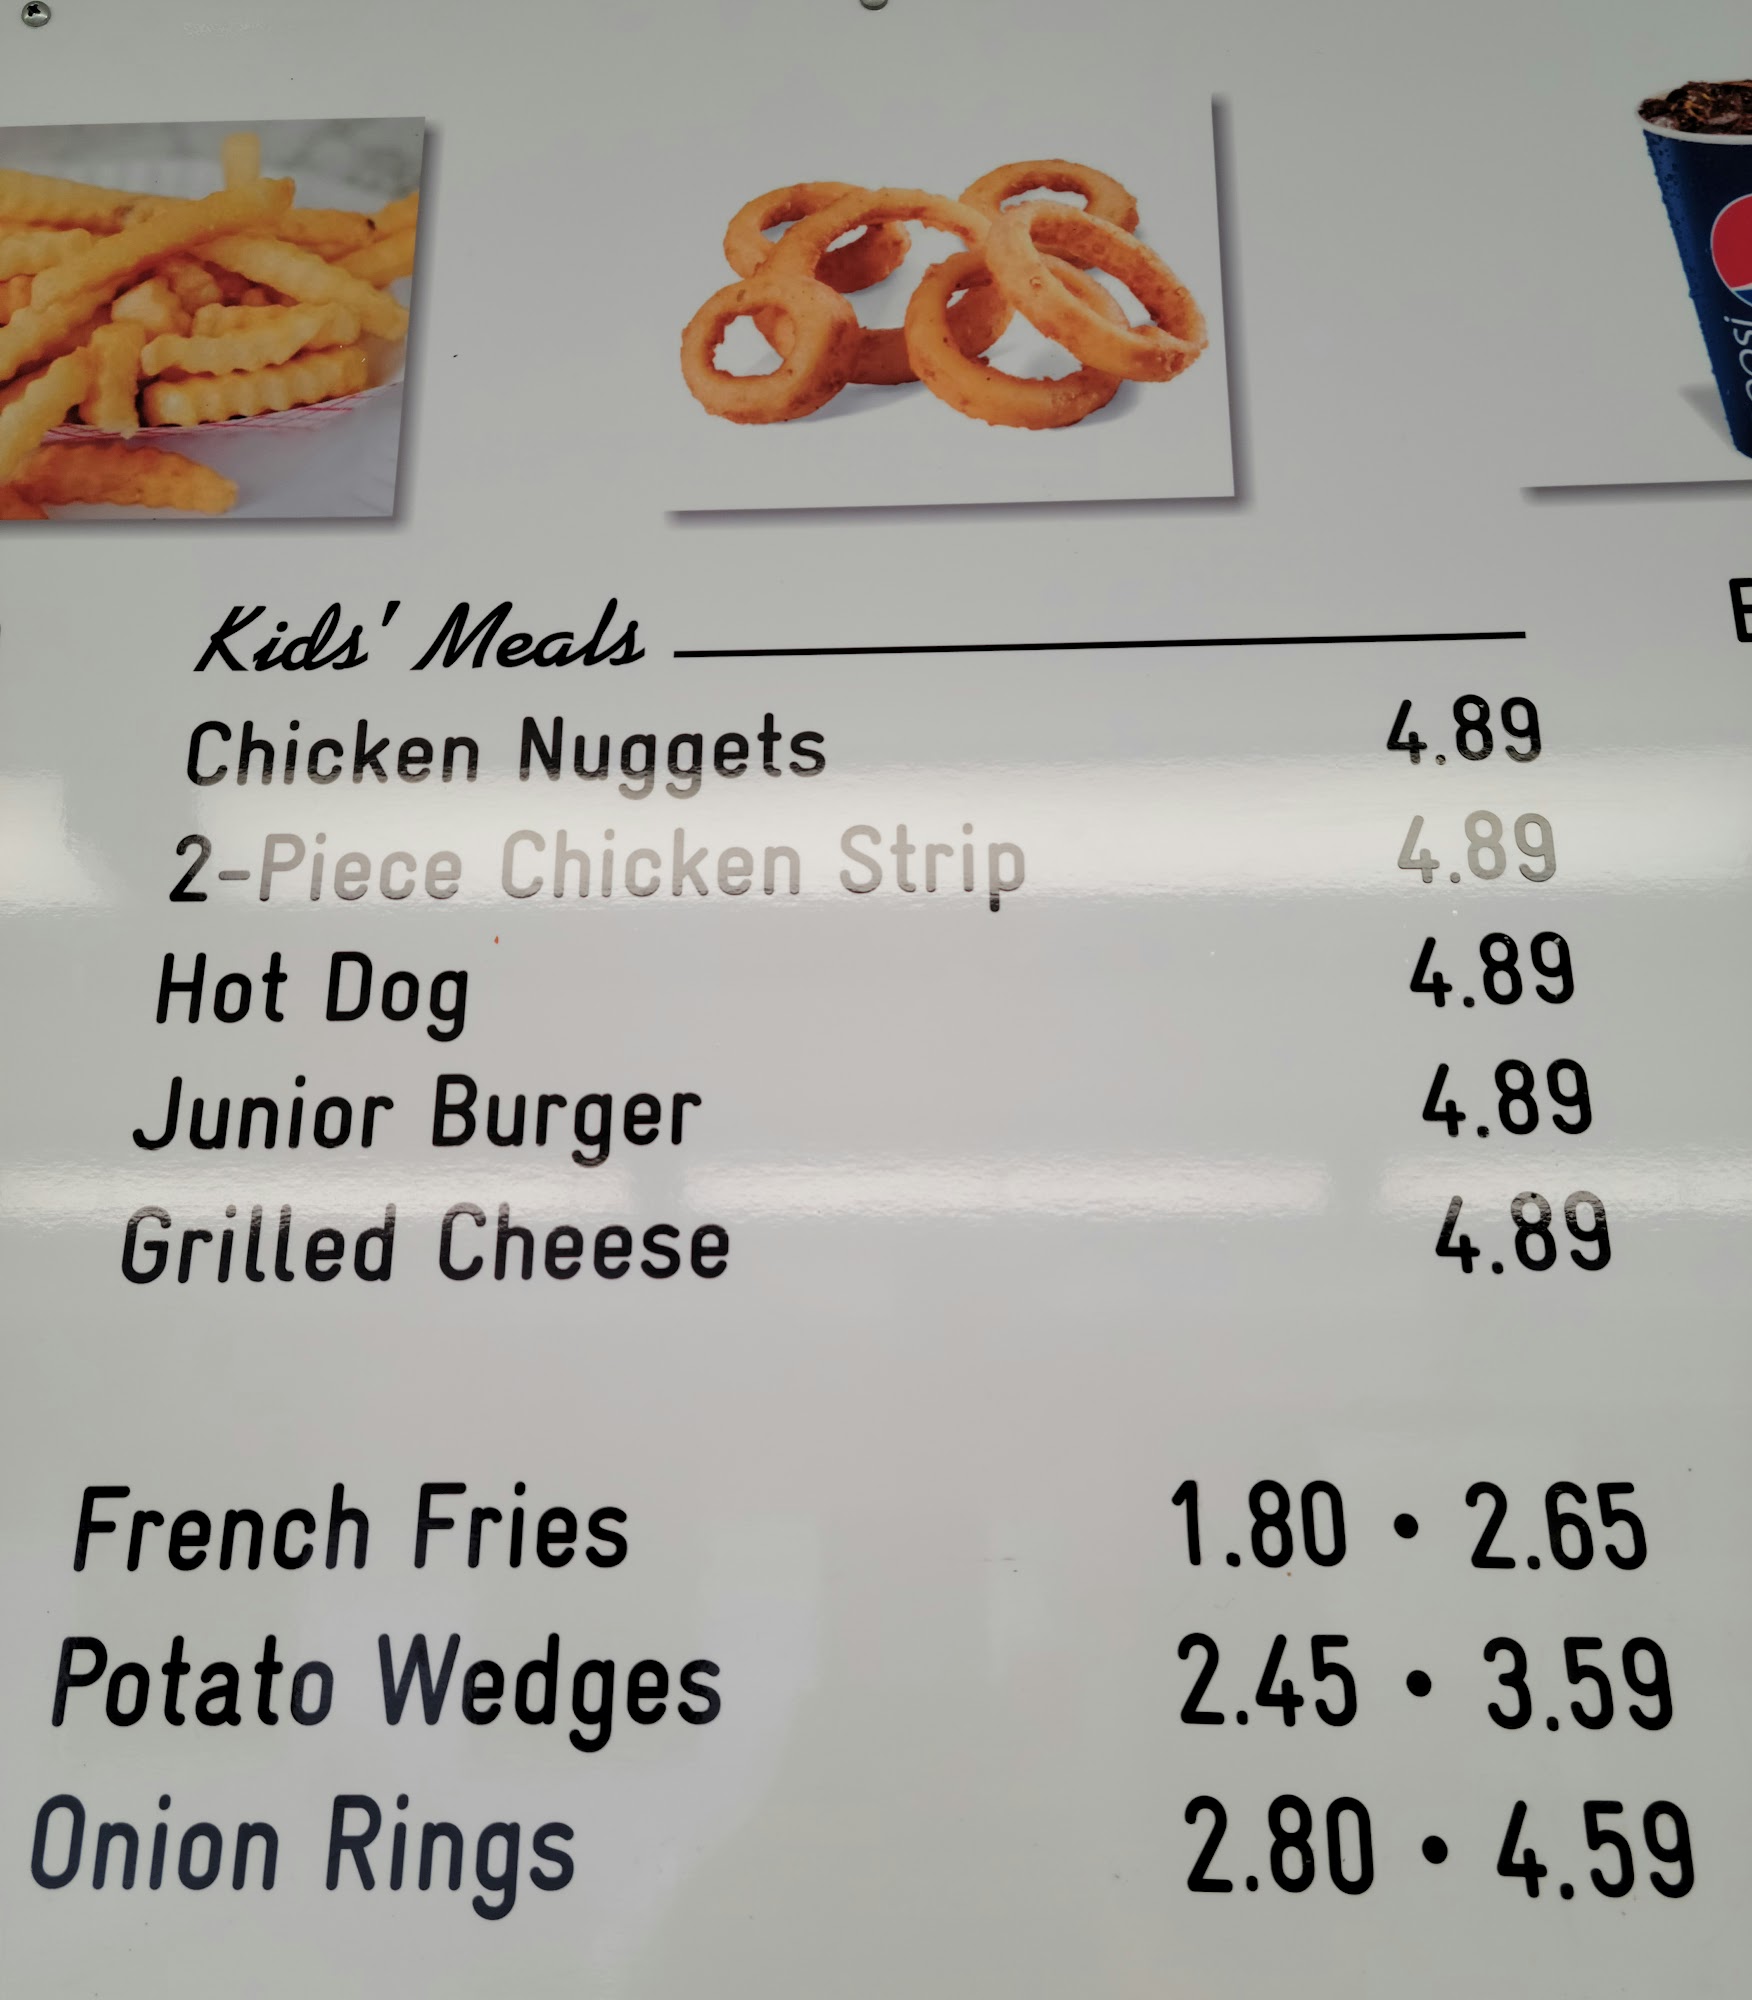 Kids' Meals
Chicken Nuggets 4.89
2-Piece Chicken Strip 4.89
Hot Dog 4.89
Junior Burger 4.89
Grilled Cheese 4.89
French Fries 1.80 • 2.65
Potato Wedges 2.45 • 3.59
Onion Rings 2.80 • 4.59